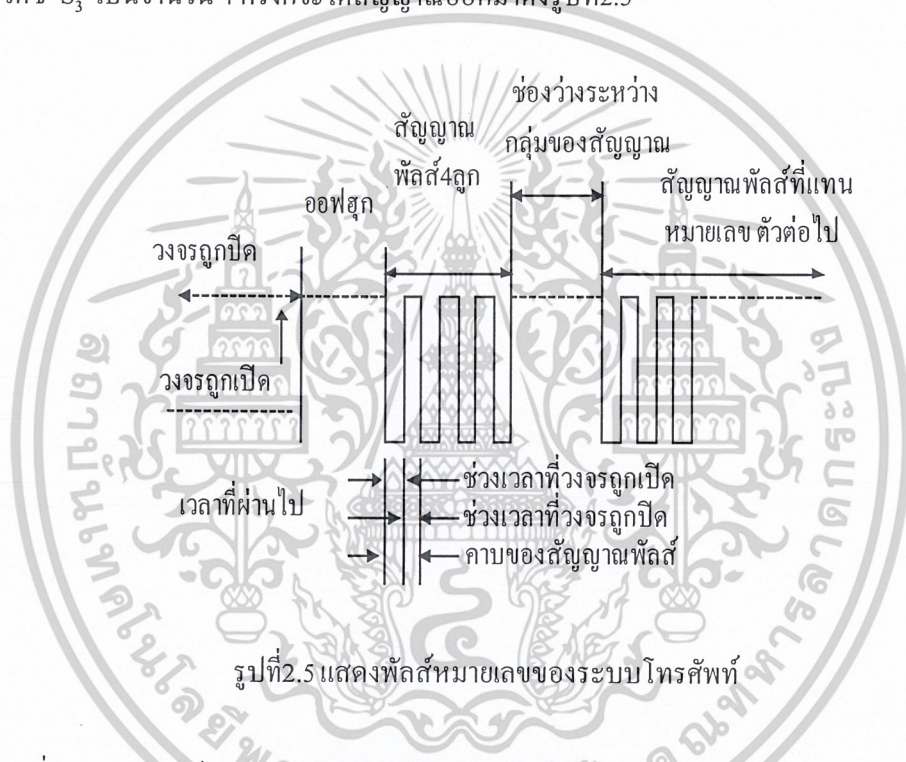 ช่องว่างระหว่าง
กลุ่มของสัญญาณ
สัญญาณ
พัลส์4ลูก
ออฟฮุก
สัญญาณพัลส์ที่แทน
หมายเลข ตัวต่อไป
วงจรถูกปิด
วงจรถูกเปิด
เวลาที่ผ่านไป
ช่วงเวลาที่วงจรถูกเปิด
ช่วงเวลาที่วงจรถูกปิด
คาบของสัญญาณพัลส์
รูปที่2.5 แสดงพัลส์หมายเลขของระบบโทรศัพท์